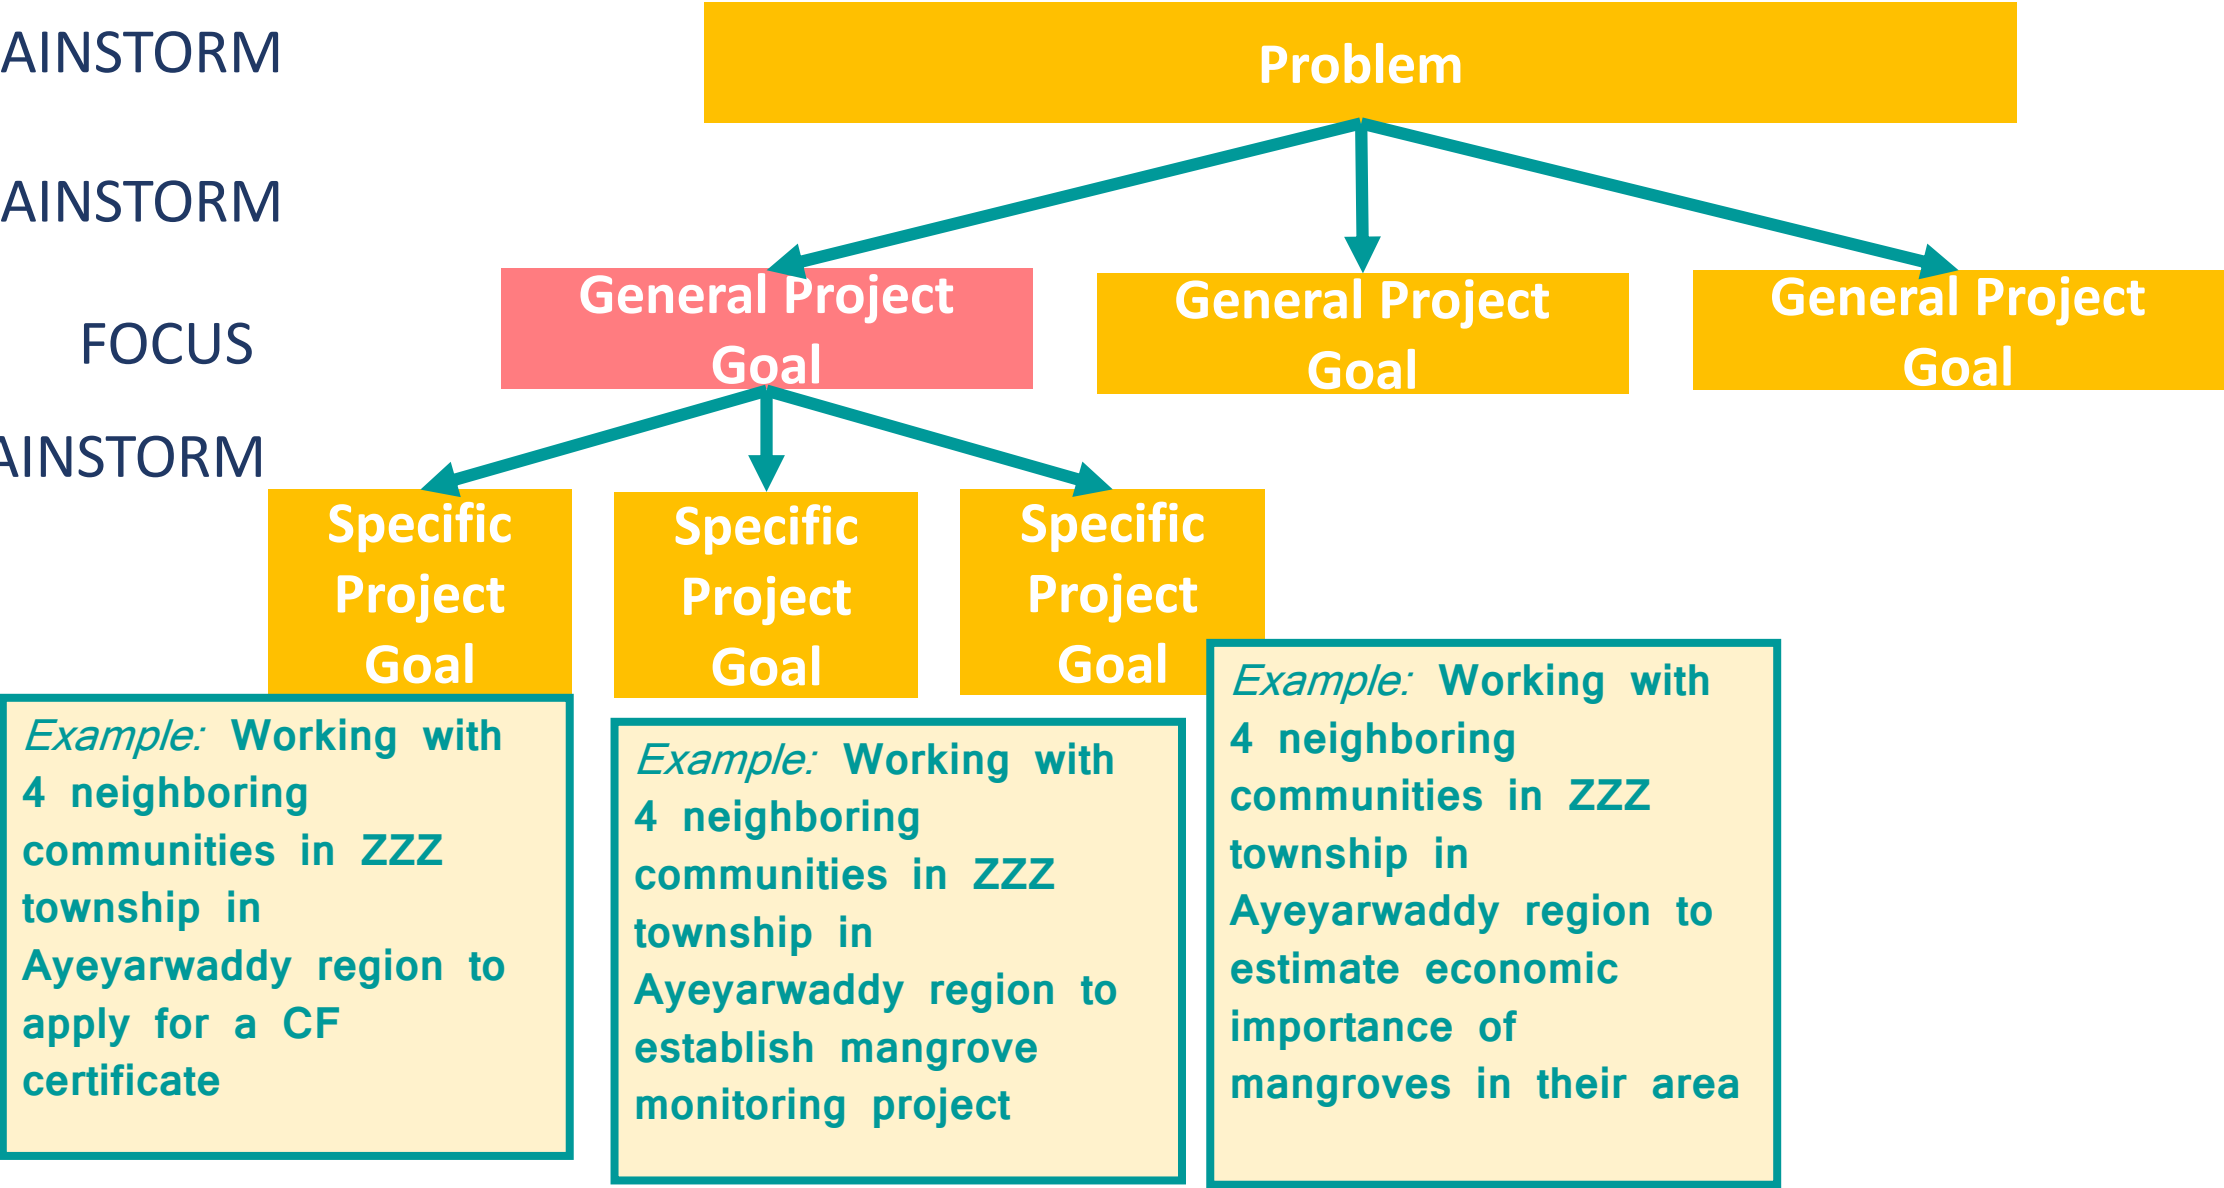 AINSTORM
Problem
AINSTORM
General Project
Goal
General Project
Goal
General Project
Goal
FOCUS
AINSTORM
Specific
Project
Goal
Specific
Project
Goal
Specific
Project
Goal
Example: Working with
4 neighboring
communities in ZZZ
township in
Ayeyarwaddy region to
apply for a CF
certificate
Example: Working with
4 neighboring
communities in ZZZ
township in
Ayeyarwaddy region to
establish mangrove
monitoring project
Example: Working with
4 neighboring
communities in ZZZ
township in
Ayeyarwaddy region to
estimate economic
importance of
mangroves in their area